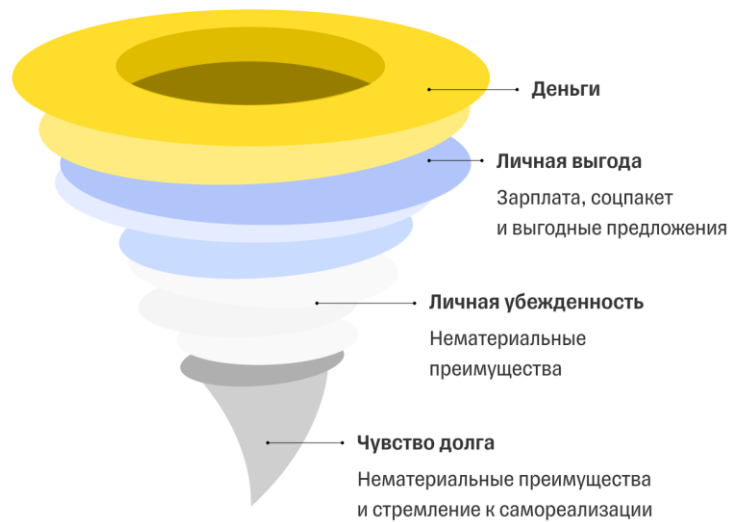 Деньги
Личная выгода
Зарплата, соцпакет
и выгодные предложения
Личная убежденность
Нематериальные
преимущества
Чувство долга
Нематериальные преимущества
и стремление к самореализации